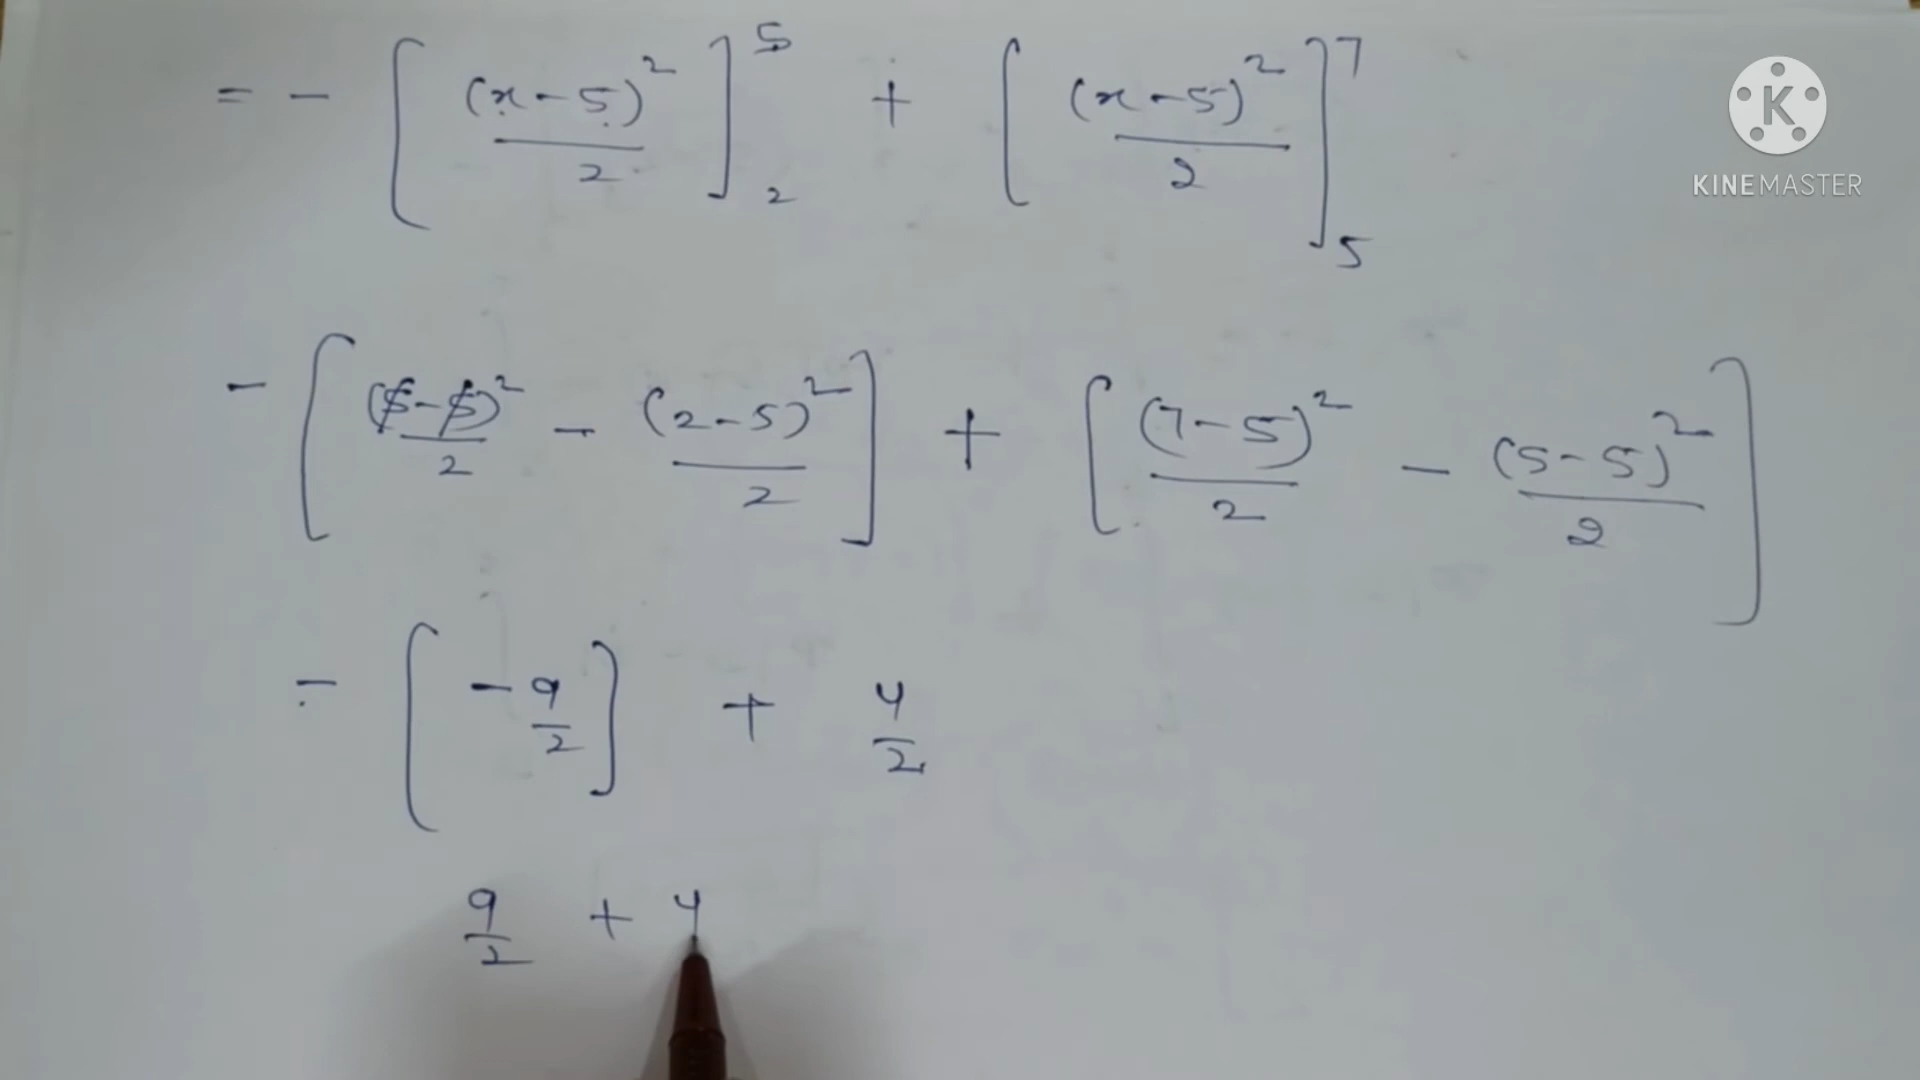 = - [ (x-5)² / 2 ]₂⁵ + [ (x-5)² / 2 ]₅⁷
K
KINEMASTER
- [ (5-5)² / 2 - (2-5)² / 2 ] + [ (7-5)² / 2 - (5-5)² / 2 ]
- [ - 9/2 ] + 4/2
9/2 + 4